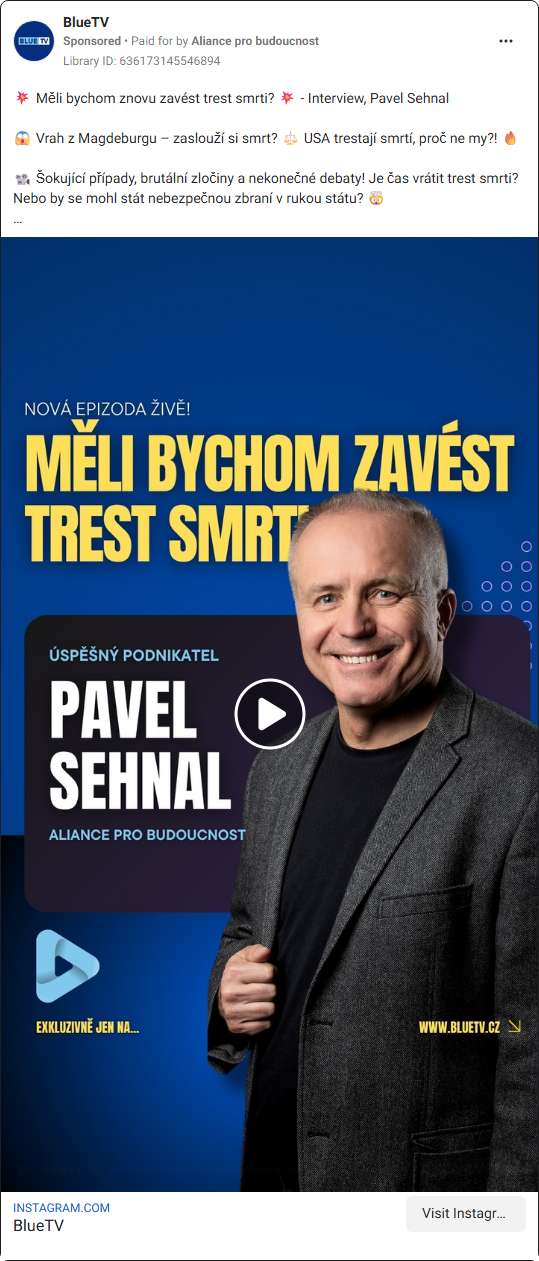 BlueTV
Sponsored • Paid for by Aliance pro budoucnost
Library ID: 636173145546894
BLUE TV
💥 Měli bychom znovu zavést trest smrti? 💥 - Interview, Pavel Sehnal
😱 Vrah z Magdeburgu – zaslouží si smrt? ⚖️ USA trestají smrtí, proč ne my?! 🔥
📽️ Šokující případy, brutální zločiny a nekonečné debaty! Je čas vrátit trest smrti?
Nebo by se mohl stát nebezpečnou zbraní v rukou státu? 🤯
...
NOVÁ EPIZODA ŽIVĚ!
MĚLI BYCHOM ZAVÉST
TREST SMRTI
ÚSPĚŠNÝ PODNIKATEL
PAVEL
SEHNAL
ALIANCE PRO BUDOUCNOST
EXKLUZIVNĚ JEN NA...
WWW.BLUETV.CZ
INSTAGRAM.COM
BlueTV
Visit Instagr...